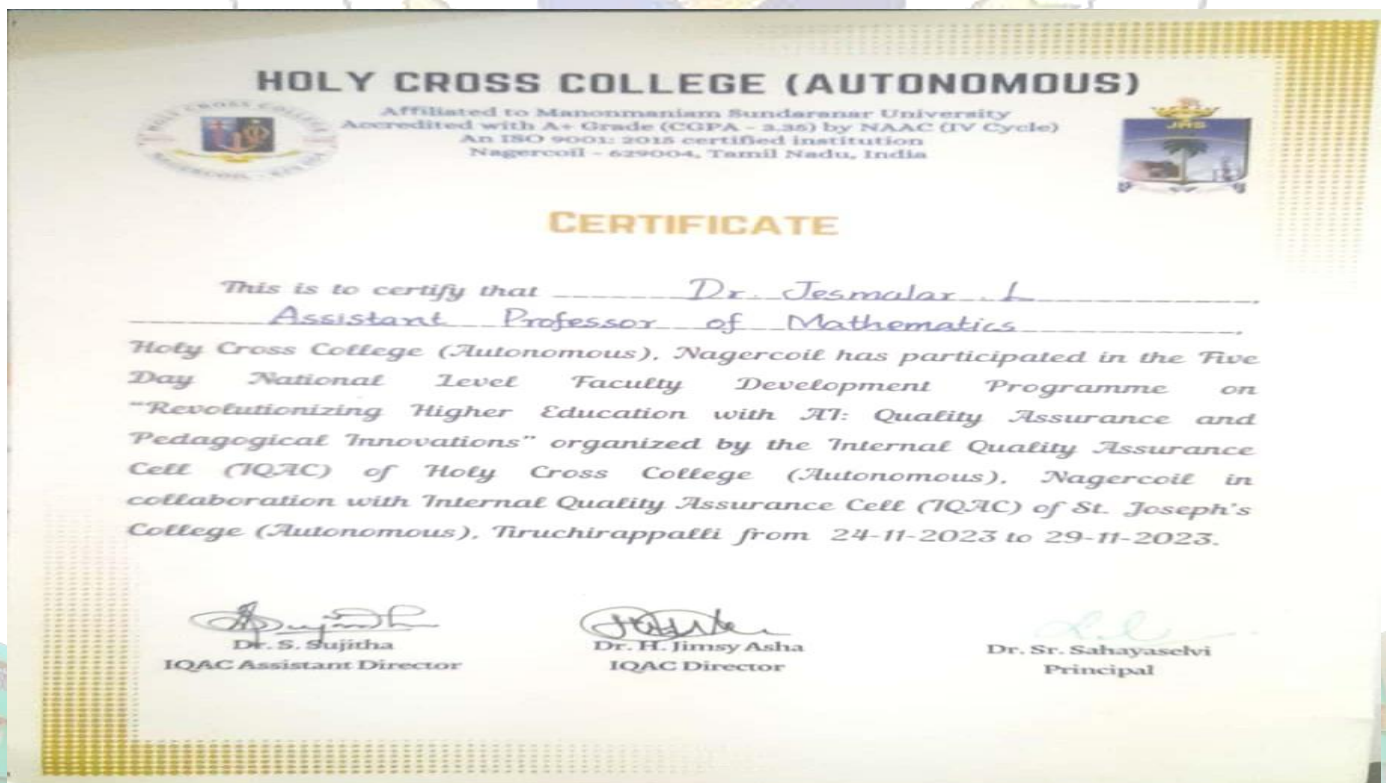 HOLY CROSS COLLEGE (AUTONOMOUS)
Affiliated to Manonmaniam Sundaranar University
Accredited with A+ Grade (CGPA - 3.35) by NAAC (IV Cycle)
An ISO 9001: 2015 certified institution
Nagercoil - 629004, Tamil Nadu, India
JRS
CERTIFICATE
This is to certify that Dr. Jesmalar . L
Assistant Professor of Mathematics
Holy Cross College (Autonomous), Nagercoil has participated in the Five
Day National Level Faculty Development Programme on
"Revolutionizing Higher Education with AI: Quality Assurance and
Pedagogical Innovations" organized by the Internal Quality Assurance
Cell (IQAC) of Holy Cross College (Autonomous), Nagercoil in
collaboration with Internal Quality Assurance Cell (IQAC) of St. Joseph's
College (Autonomous), Tiruchirappalli from 24-11-2023 to 29-11-2023.
Dr. S. Sujitha
IQAC Assistant Director
Dr. H. Jimsy Asha
IQAC Director
Dr. Sr. Sahayaselvi
Principal